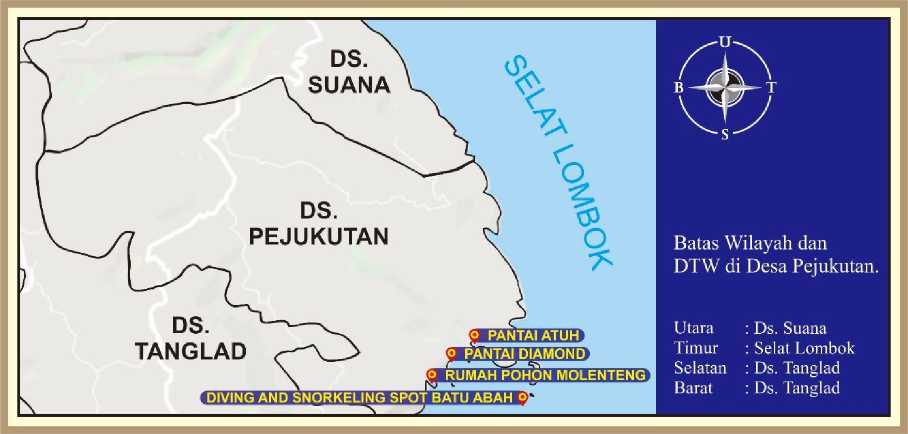 DS.
SUANA
SELAT LOMBOK
DS.
PEJUKUTAN
DS.
TANGLAD
PANTAI ATUH
PANTAI DIAMOND
RUMAH POHON MOLENTENG
DIVING AND SNORKELING SPOT BATU ABAH
U
B
T
S
Batas Wilayah dan
DTW di Desa Pejukutan.
Utara : Ds. Suana
Timur : Selat Lombok
Selatan : Ds. Tanglad
Barat : Ds. Tanglad